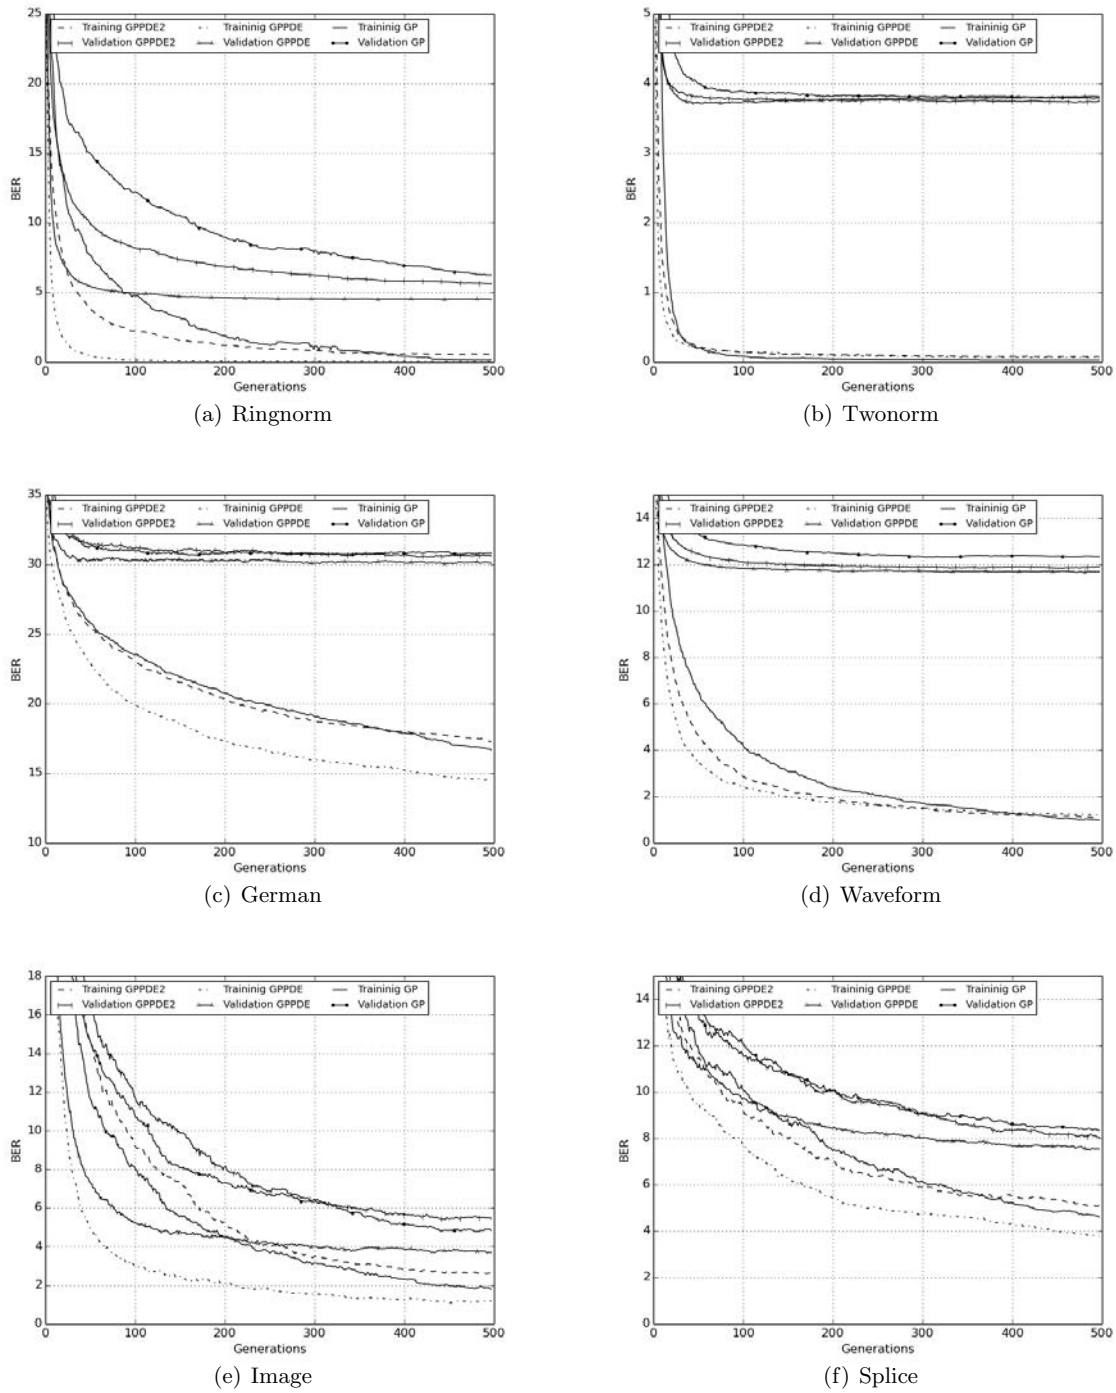 Traininig GPPDE2 Traininig GPPDE Traininig GP
Validation GPPDE2 Validation GPPDE Validation GP
25
20
15
10
5
0
BER
0 100 200 300 400 500
Generations
(a) Ringnorm
Traininig GPPDE2 Traininig GPPDE Traininig GP
Validation GPPDE2 Validation GPPDE Validation GP
5
4
3
2
1
0
BER
0 100 200 300 400 500
Generations
(b) Twonorm
Traininig GPPDE2 Traininig GPPDE Traininig GP
Validation GPPDE2 Validation GPPDE Validation GP
35
30
25
20
15
10
BER
0 100 200 300 400 500
Generations
(c) German
Traininig GPPDE2 Traininig GPPDE Traininig GP
Validation GPPDE2 Validation GPPDE Validation GP
14
12
10
8
6
4
2
0
BER
0 100 200 300 400 500
Generations
(d) Waveform
Traininig GPPDE2 Traininig GPPDE Traininig GP
Validation GPPDE2 Validation GPPDE Validation GP
18
16
14
12
10
8
6
4
2
0
BER
0 100 200 300 400 500
Generations
(e) Image
Traininig GPPDE2 Traininig GPPDE Traininig GP
Validation GPPDE2 Validation GPPDE Validation GP
14
12
10
8
6
4
2
0
BER
0 100 200 300 400 500
Generations
(f) Splice